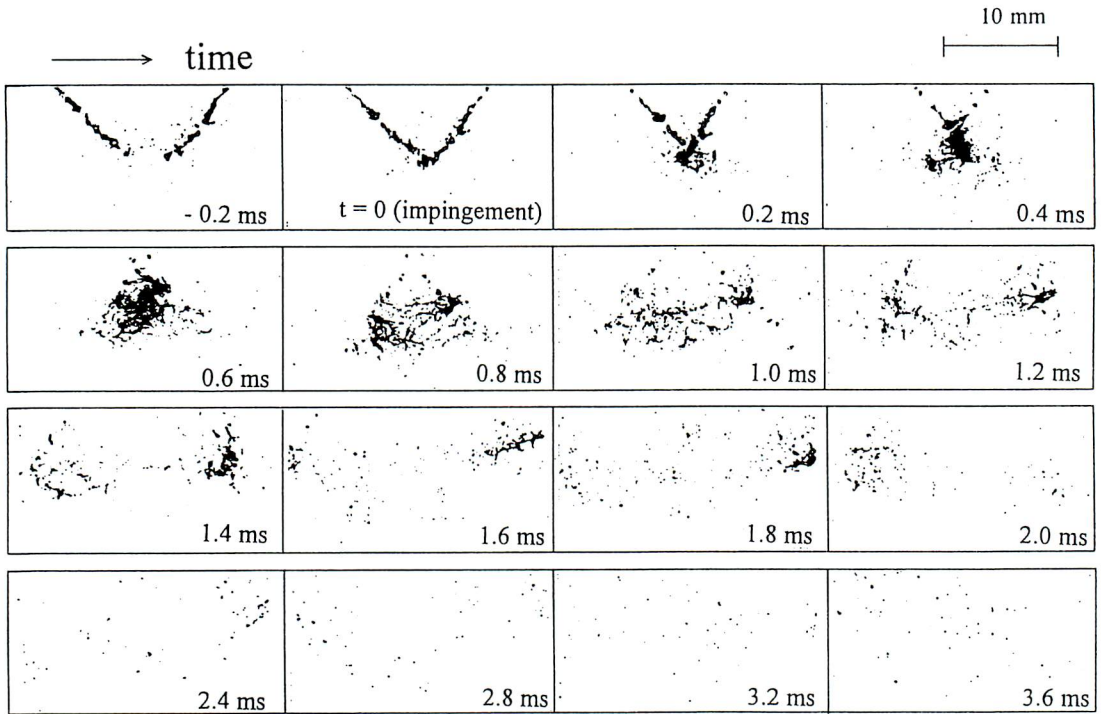 10 mm
time
- 0.2 ms
t = 0 (impingement)
0.2 ms
0.4 ms
0.6 ms
0.8 ms
1.0 ms
1.2 ms
1.4 ms
1.6 ms
1.8 ms
2.0 ms
2.4 ms
2.8 ms
3.2 ms
3.6 ms